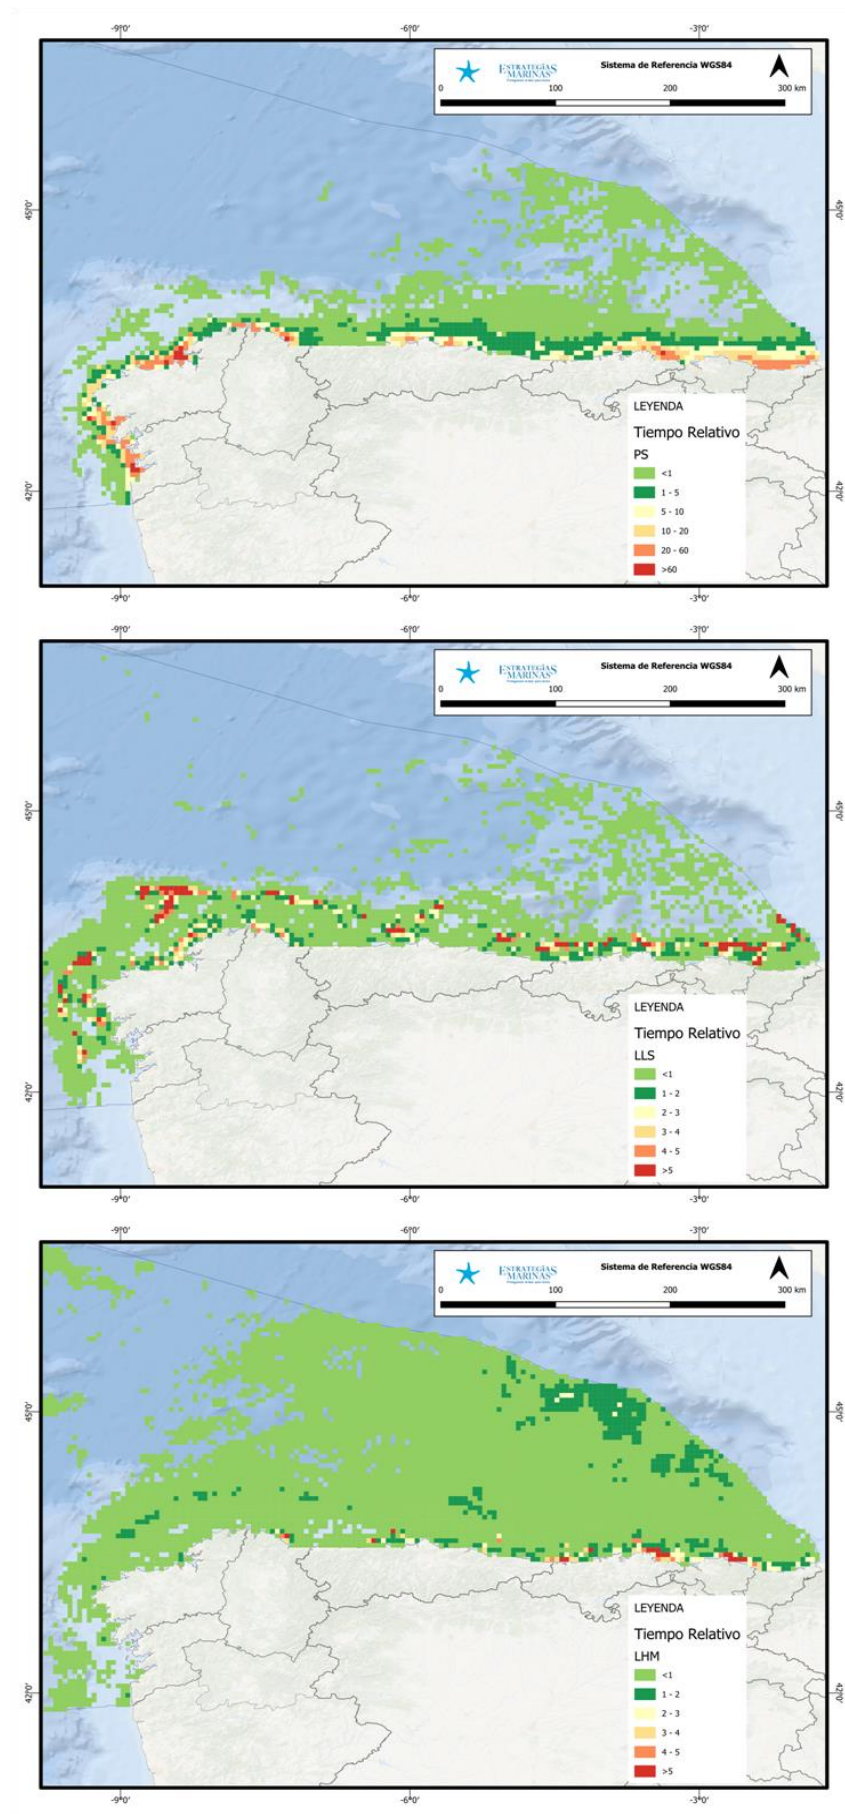 -9°0' -6°0' -3°0'
ESTRATEGIAS
MARINAS
Sistema de Referencia WGS84
0 100 200 300 km
45°0' 45°0'
LEYENDA
Tiempo Relativo
PS
<1
1 - 5
5 - 10
10 - 20
20 - 60
>60
42°0' 42°0'
-9°0' -6°0' -3°0'
-9°0' -6°0' -3°0'
ESTRATEGIAS
MARINAS
Sistema de Referencia WGS84
0 100 200 300 km
45°0' 45°0'
LEYENDA
Tiempo Relativo
LLS
<1
1 - 2
2 - 3
3 - 4
4 - 5
>5
42°0' 42°0'
-9°0' -6°0' -3°0'
-9°0' -6°0' -3°0'
ESTRATEGIAS
MARINAS
Sistema de Referencia WGS84
0 100 200 300 km
45°0' 45°0'
LEYENDA
Tiempo Relativo
LHM
<1
1 - 2
2 - 3
3 - 4
4 - 5
>5
42°0' 42°0'
-9°0' -6°0' -3°0'